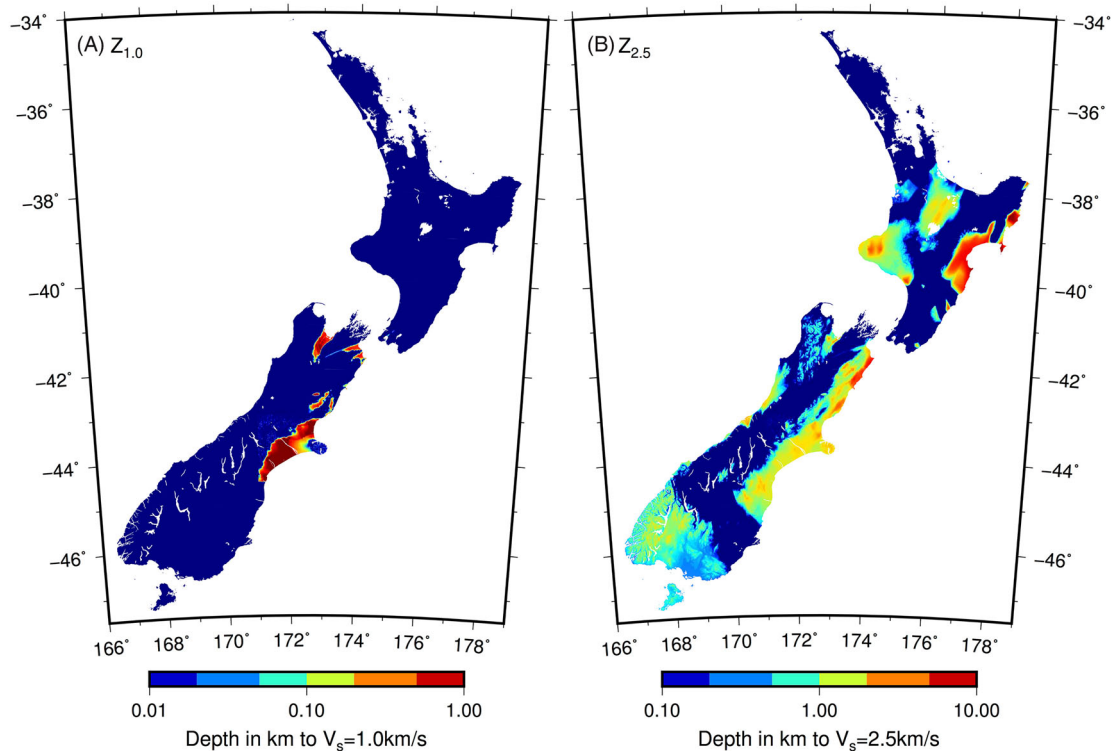 (A) Z1.0
(B) Z2.5
−34˚
−34˚
−36˚
−36˚
−38˚
−38˚
−40˚
−40˚
−42˚
−42˚
−44˚
−44˚
−46˚
−46˚
166˚ 168˚ 170˚ 172˚ 174˚ 176˚ 178˚
166˚ 168˚ 170˚ 172˚ 174˚ 176˚ 178˚
0.01 0.10 1.00
0.10 1.00 10.00
Depth in km to Vs=1.0km/s
Depth in km to Vs=2.5km/s